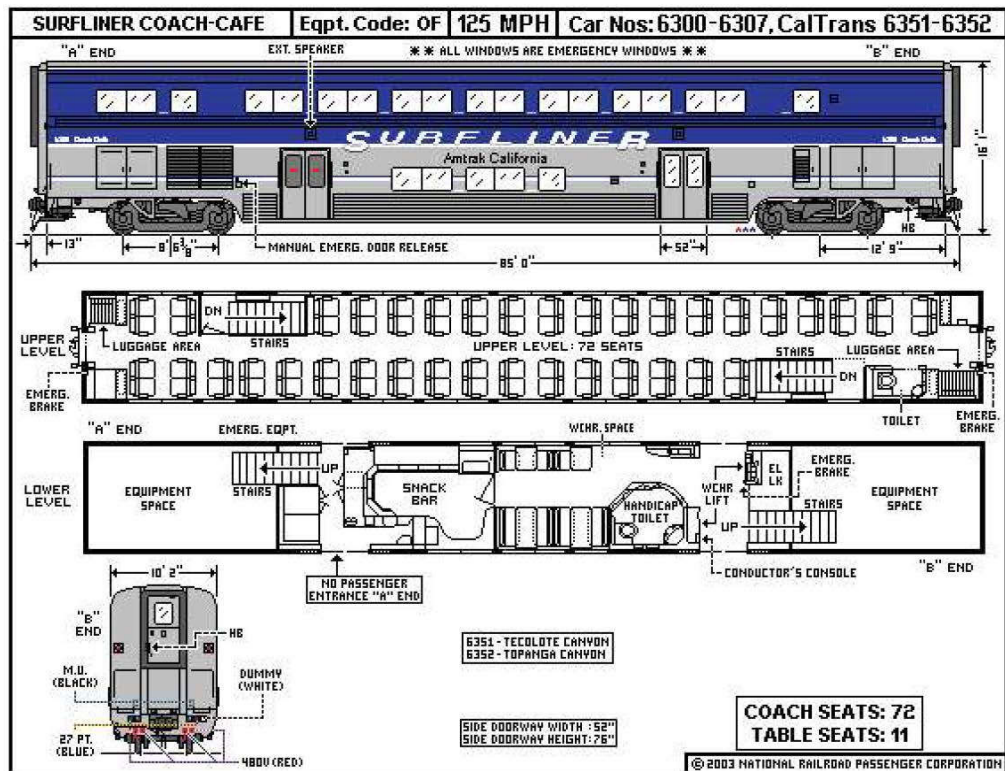 SURFLINER COACH-CAFE
Eqpt. Code: OF
125 MPH
Car Nos: 6300-6307, CalTrans 6351-6352
"A" END
EXT. SPEAKER
** ALL WINDOWS ARE EMERGENCY WINDOWS **
"B" END
SURFLINER
Amtrak California
16' 1"
13"
8' 6 3/8"
MANUAL EMERG. DOOR RELEASE
52"
12' 9"
HB
85' 0"
UPPER LEVEL
DN
STAIRS
LUGGAGE AREA
UPPER LEVEL: 72 SEATS
STAIRS
LUGGAGE AREA
DN
EMERG. BRAKE
TOILET
EMERG. BRAKE
"A" END
EMERG. EQPT.
WCHR. SPACE
LOWER LEVEL
EQUIPMENT SPACE
UP
STAIRS
SNACK BAR
HANDICAP TOILET
WCHR LIFT
EL LK
EMERG. BRAKE
STAIRS
UP
EQUIPMENT SPACE
CONDUCTOR'S CONSOLE
"B" END
NO PASSENGER
ENTRANCE "A" END
10' 2"
"B" END
HB
M.U. (BLACK)
DUMMY (WHITE)
27 PT. (BLUE)
480V (RED)
6351 - TECOLOTE CANYON
6352 - TOPANGA CANYON
SIDE DOORWAY WIDTH : 52"
SIDE DOORWAY HEIGHT: 76"
COACH SEATS: 72
TABLE SEATS: 11
© 2003 NATIONAL RAILROAD PASSENGER CORPORATION